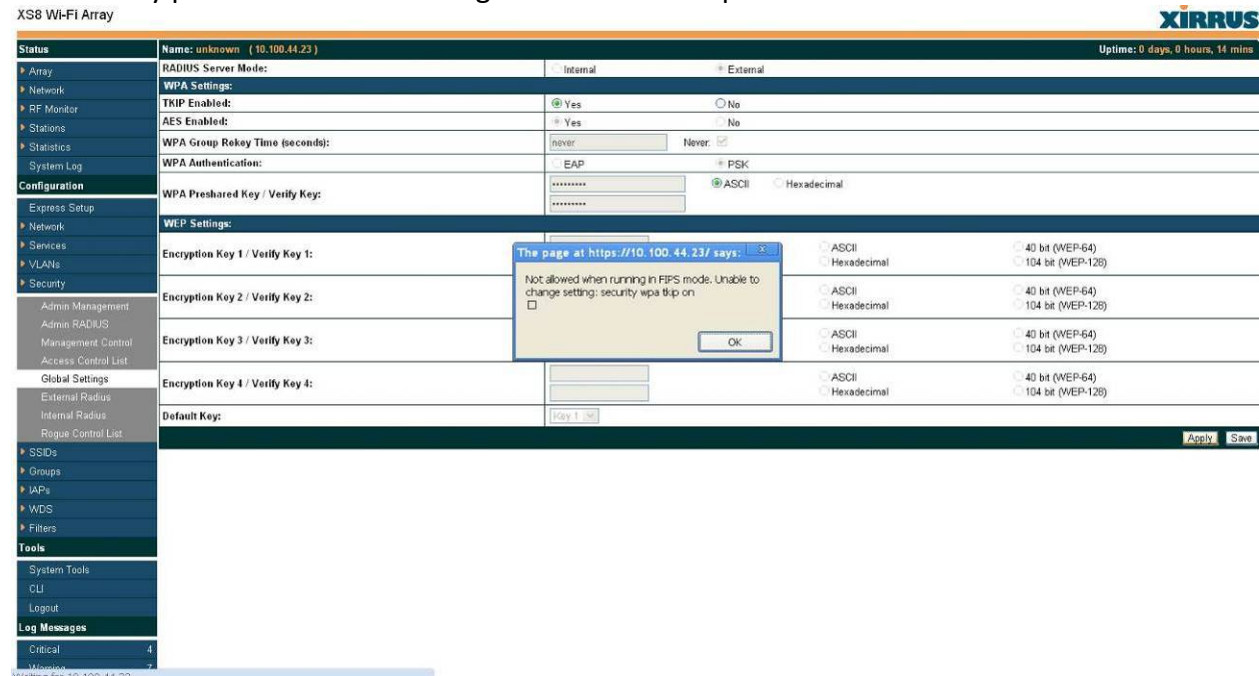 XS8 Wi-Fi Array
XIRRUS
Status
Name: unknown ( 10.100.44.23 )
Uptime: 0 days, 0 hours, 14 mins
Array
Network
RF Monitor
Stations
Statistics
System Log
Configuration
Express Setup
Network
Services
VLANs
Security
Admin Management
Admin RADIUS
Management Control
Access Control List
Global Settings
External Radius
Internal Radius
Rogue Control List
SSIDs
Groups
IAPs
WDS
Filters
Tools
System Tools
CLI
Logout
Log Messages
Critical 4
Warning 7
RADIUS Server Mode: Internal External
WPA Settings:
TKIP Enabled: Yes No
AES Enabled: Yes No
WPA Group Rekey Time (seconds): never Never:
WPA Authentication: EAP PSK
WPA Preshared Key / Verify Key: ASCII Hexadecimal
WEP Settings:
Encryption Key 1 / Verify Key 1: ASCII 40 bit (WEP-64)
Hexadecimal 104 bit (WEP-128)
Encryption Key 2 / Verify Key 2: ASCII 40 bit (WEP-64)
Hexadecimal 104 bit (WEP-128)
Encryption Key 3 / Verify Key 3: ASCII 40 bit (WEP-64)
Hexadecimal 104 bit (WEP-128)
Encryption Key 4 / Verify Key 4: ASCII 40 bit (WEP-64)
Hexadecimal 104 bit (WEP-128)
Default Key: Key 1
Apply Save
The page at https://10.100.44.23/ says:
Not allowed when running in FIPS mode. Unable to
change setting: security wpa tkip on
OK